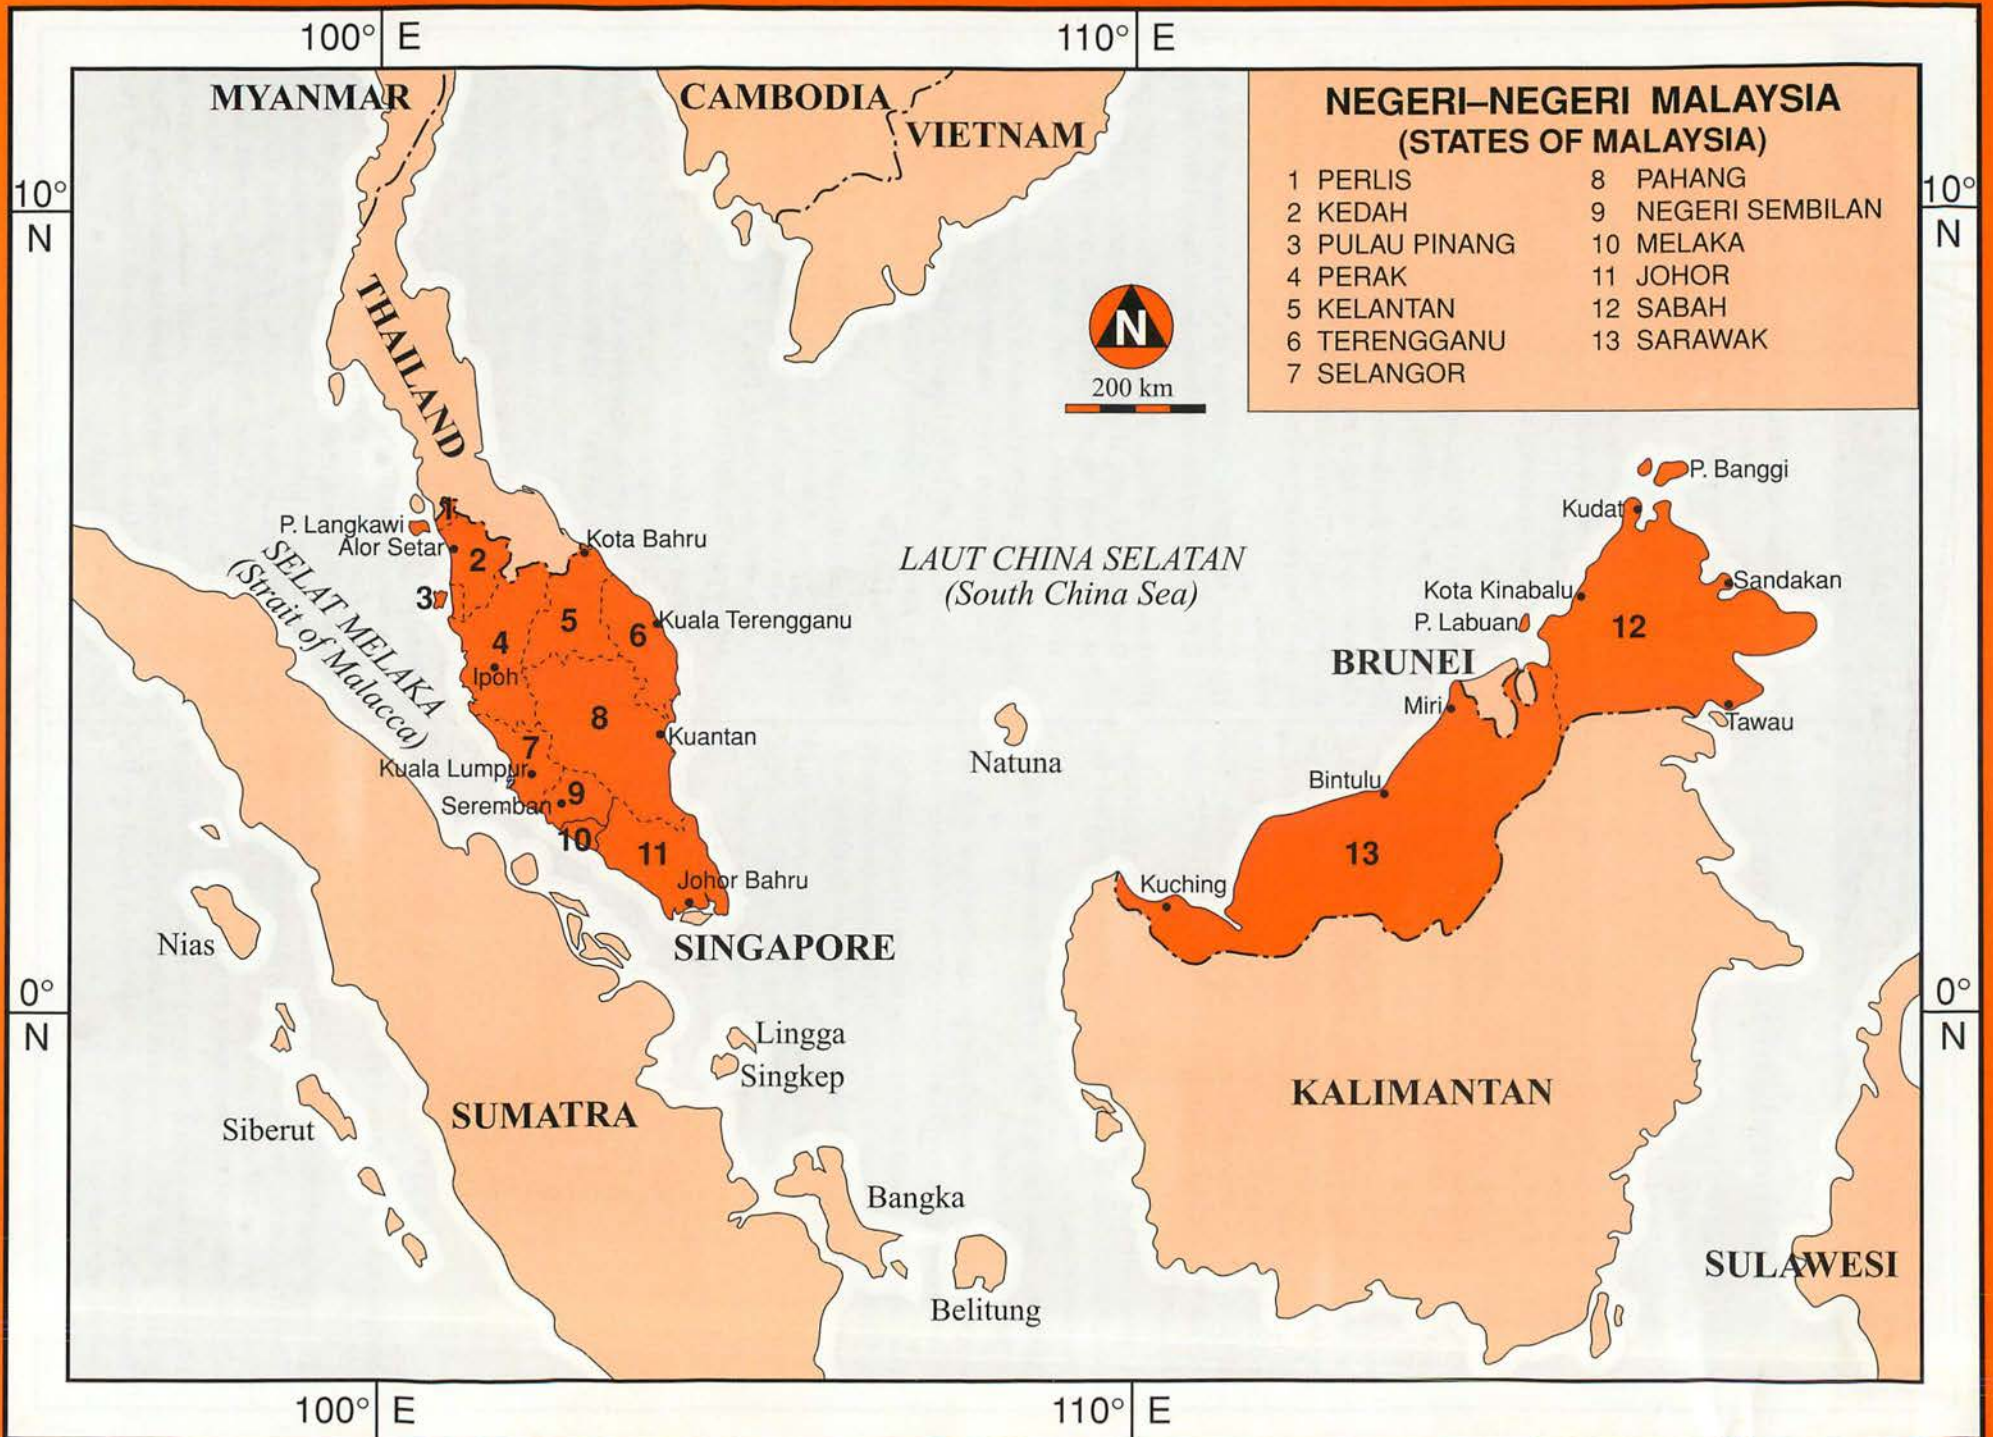 100° E
110° E
MYANMAR
CAMBODIA
VIETNAM
NEGERI–NEGERI MALAYSIA
(STATES OF MALAYSIA)
1 PERLIS
2 KEDAH
3 PULAU PINANG
4 PERAK
5 KELANTAN
6 TERENGGANU
7 SELANGOR
8 PAHANG
9 NEGERI SEMBILAN
10 MELAKA
11 JOHOR
12 SABAH
13 SARAWAK
10°
N
10°
N
THAILAND
N
200 km
P. Banggi
Kudat
1
P. Langkawi
Alor Setar
2
Kota Bahru
SELAT MELAKA
(Strait of Malacca)
LAUT CHINA SELATAN
(South China Sea)
Sandakan
Kota Kinabalu
3
5
4
6
Kuala Terengganu
P. Labuan
12
BRUNEI
Ipoh
Miri
Tawau
8
Kuantan
7
Natuna
Kuala Lumpur
Bintulu
Seremban
9
10
11
13
Johor Bahru
Kuching
Nias
SINGAPORE
0°
N
0°
N
Lingga
Singkep
KALIMANTAN
SUMATRA
Siberut
Bangka
SULAWESI
Belitung
100° E
110° E